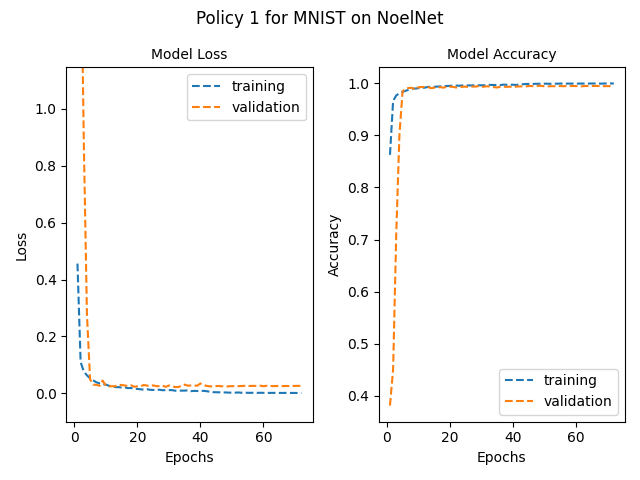 Policy 1 for MNIST on NoelNet
Model Loss
Loss
1.0
0.8
0.6
0.4
0.2
0.0
0
20
40
60
Epochs
training
validation
Model Accuracy
Accuracy
1.0
0.9
0.8
0.7
0.6
0.5
0.4
0
20
40
60
Epochs
training
validation